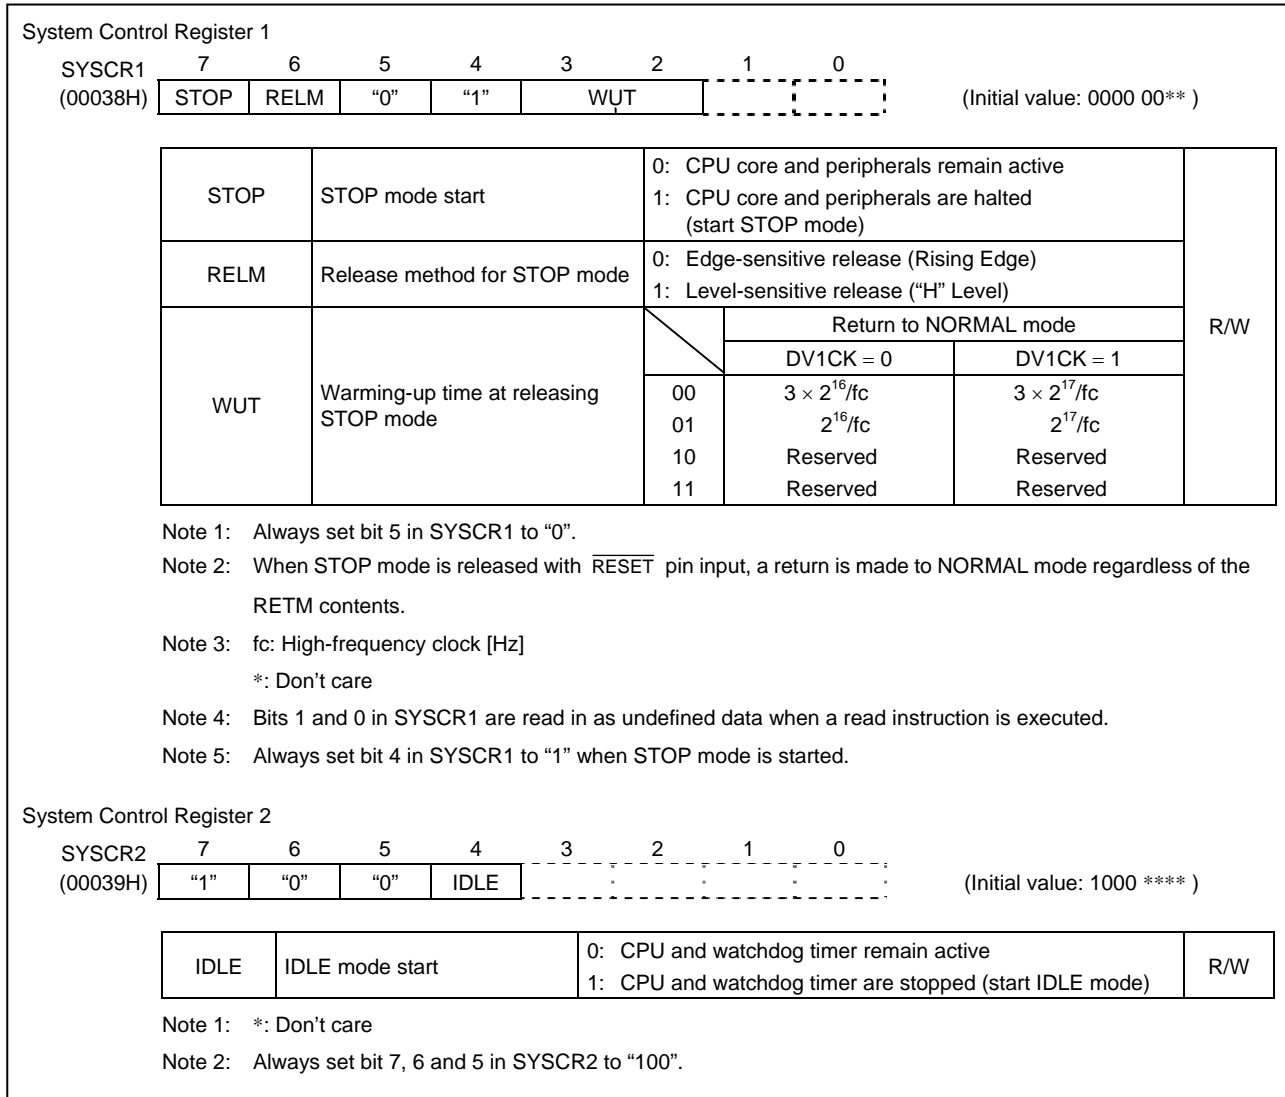 System Control Register 1
SYSCR1 7 6 5 4 3 2 1 0
(00038H) STOP RELM “0” “1” WUT (Initial value: 0000 00** )
STOP STOP mode start 0: CPU core and peripherals remain active
1: CPU core and peripherals are halted
(start STOP mode)
RELM Release method for STOP mode 0: Edge-sensitive release (Rising Edge)
1: Level-sensitive release (“H” Level)
R/W
WUT Warming-up time at releasing
STOP mode
Return to NORMAL mode
DV1CK = 0 DV1CK = 1
00 3 × 2^16/fc 3 × 2^17/fc
01 2^16/fc 2^17/fc
10 Reserved Reserved
11 Reserved Reserved
Note 1: Always set bit 5 in SYSCR1 to “0”.
Note 2: When STOP mode is released with RESET pin input, a return is made to NORMAL mode regardless of the
RETM contents.
Note 3: fc: High-frequency clock [Hz]
*: Don’t care
Note 4: Bits 1 and 0 in SYSCR1 are read in as undefined data when a read instruction is executed.
Note 5: Always set bit 4 in SYSCR1 to “1” when STOP mode is started.
System Control Register 2
SYSCR2 7 6 5 4 3 2 1 0
(00039H) “1” “0” “0” IDLE (Initial value: 1000 **** )
IDLE IDLE mode start 0: CPU and watchdog timer remain active
1: CPU and watchdog timer are stopped (start IDLE mode)
R/W
Note 1: *: Don’t care
Note 2: Always set bit 7, 6 and 5 in SYSCR2 to “100”.